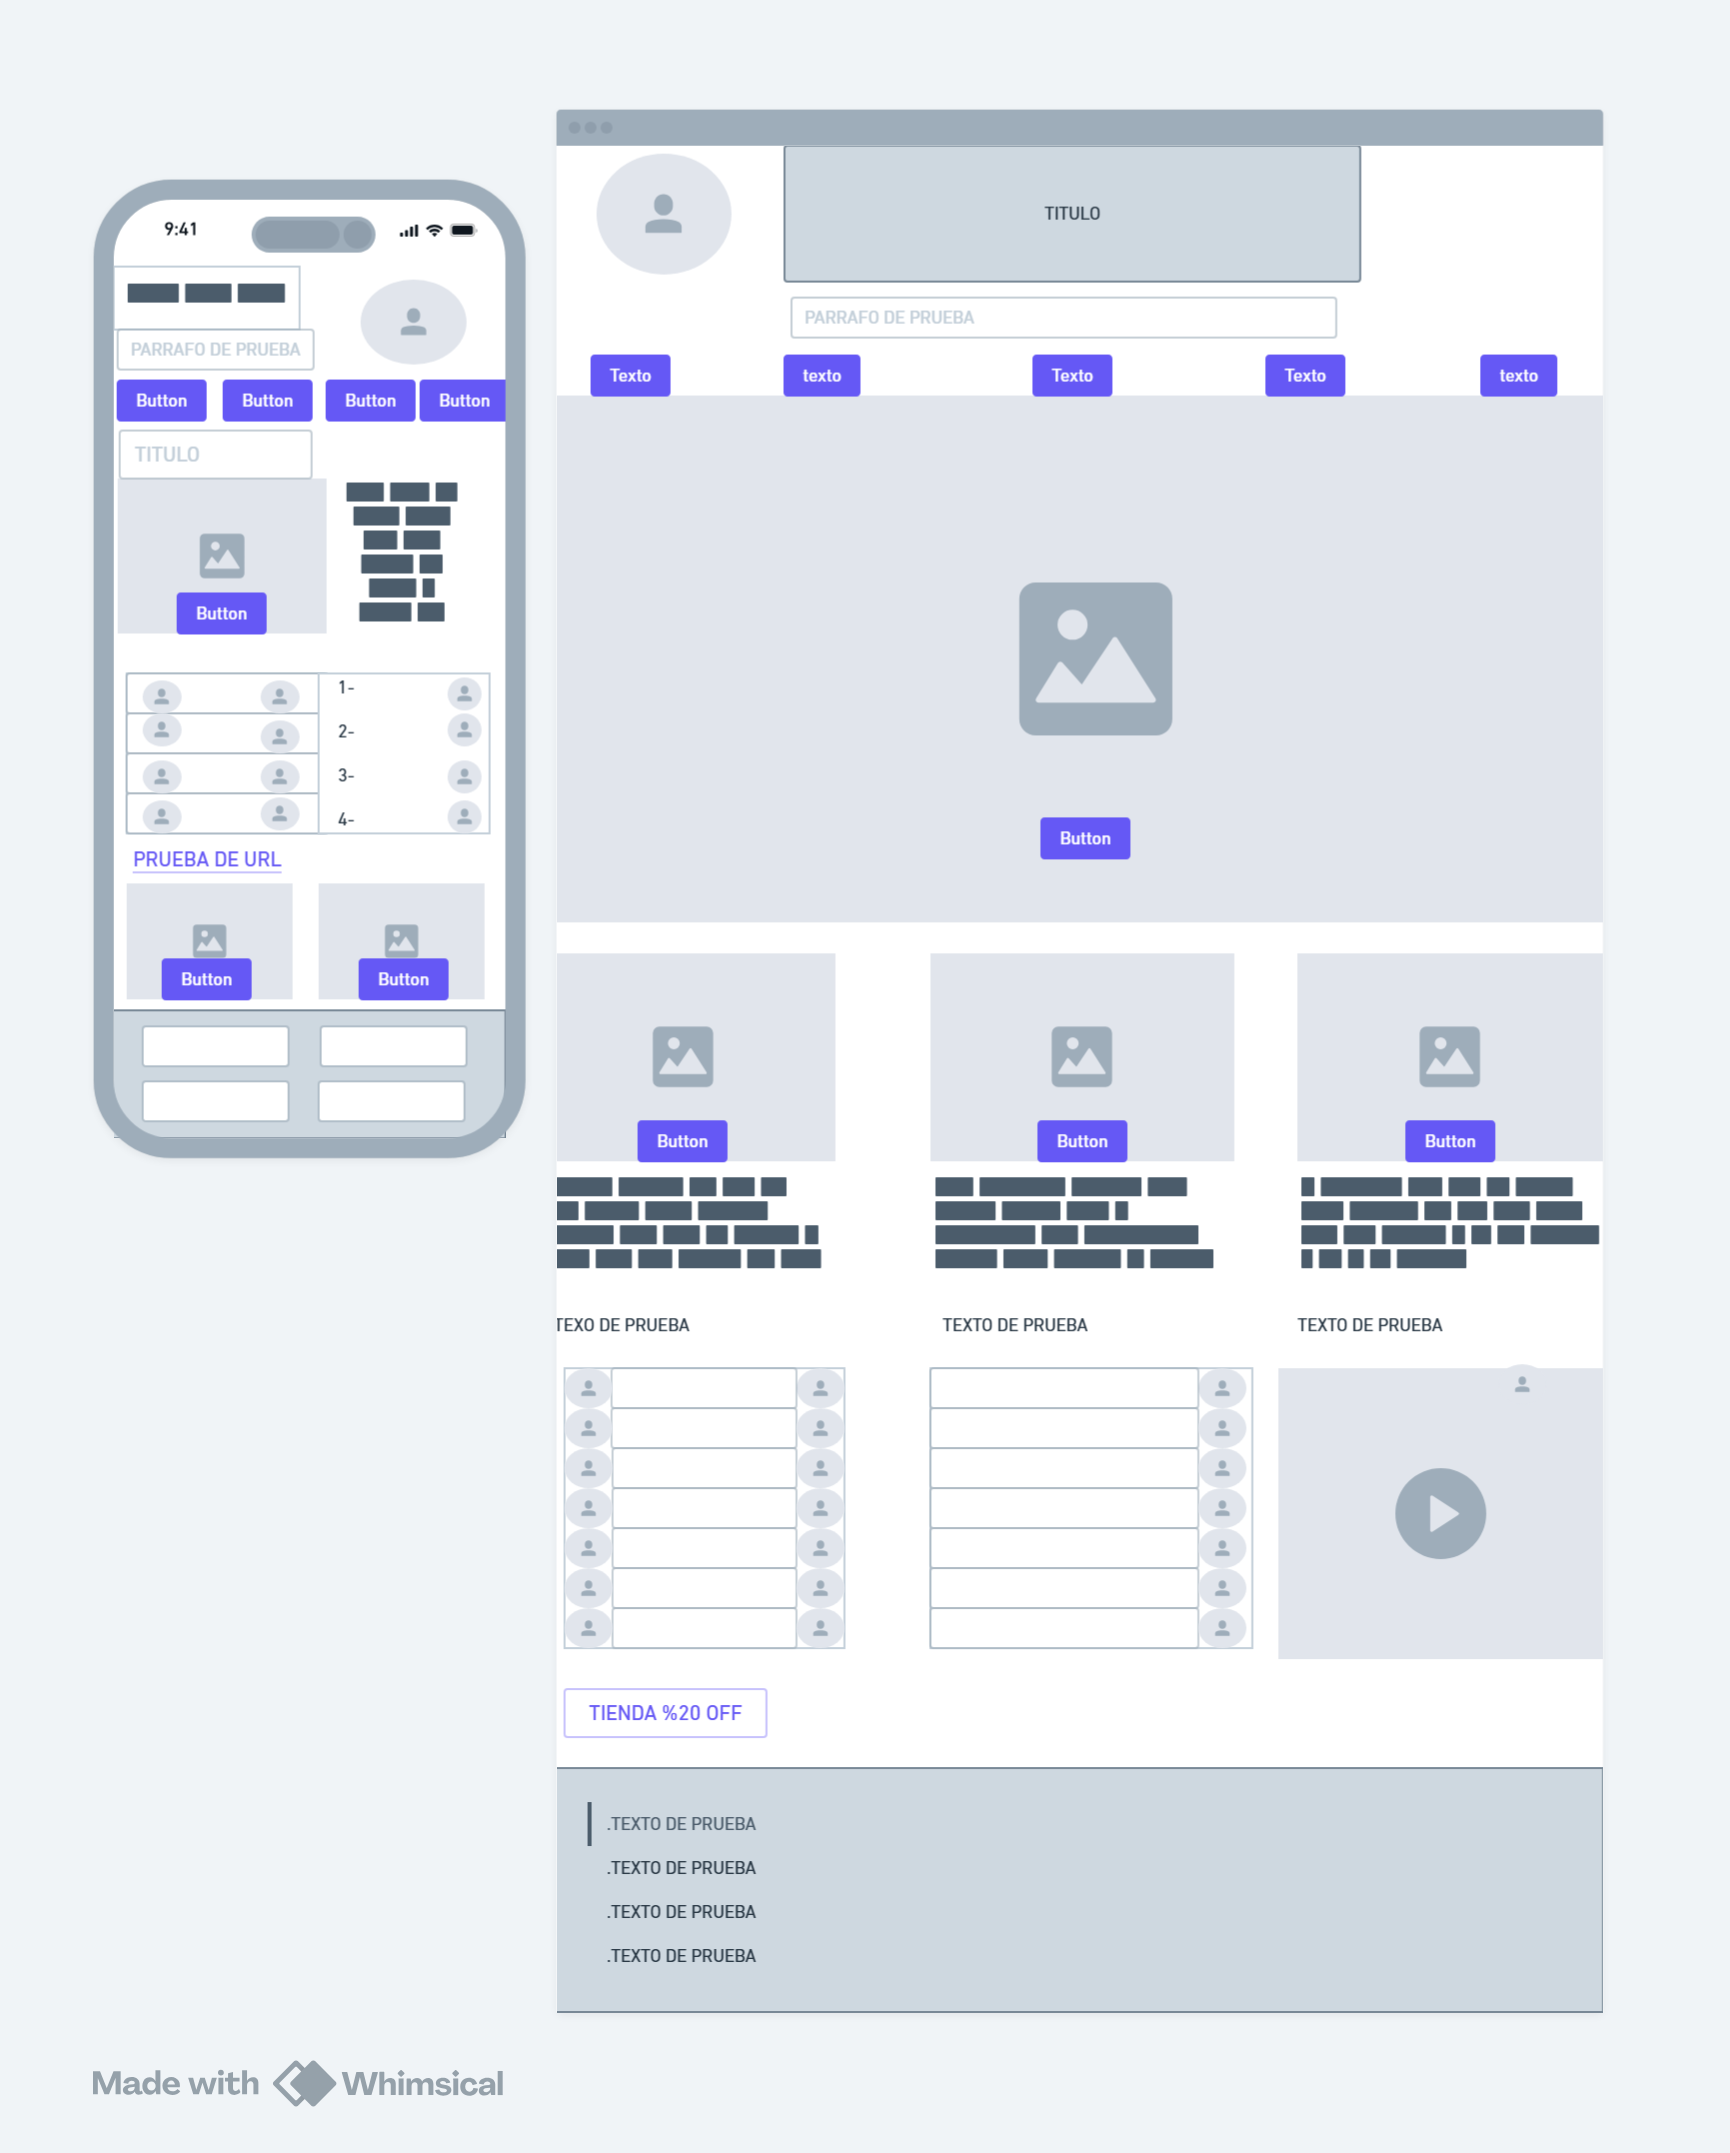 9:41
PARRAFO DE PRUEBA
Button
Button
Button
Button
TITULO
Button
1-
2-
3-
4-
PRUEBA DE URL
Button
Button
TITULO
PARRAFO DE PRUEBA
Texto
texto
Texto
Texto
texto
Button
Button
Button
Button
TEXO DE PRUEBA
TEXTO DE PRUEBA
TEXTO DE PRUEBA
TIENDA %20 OFF
.TEXTO DE PRUEBA
.TEXTO DE PRUEBA
.TEXTO DE PRUEBA
.TEXTO DE PRUEBA
Made with Whimsical